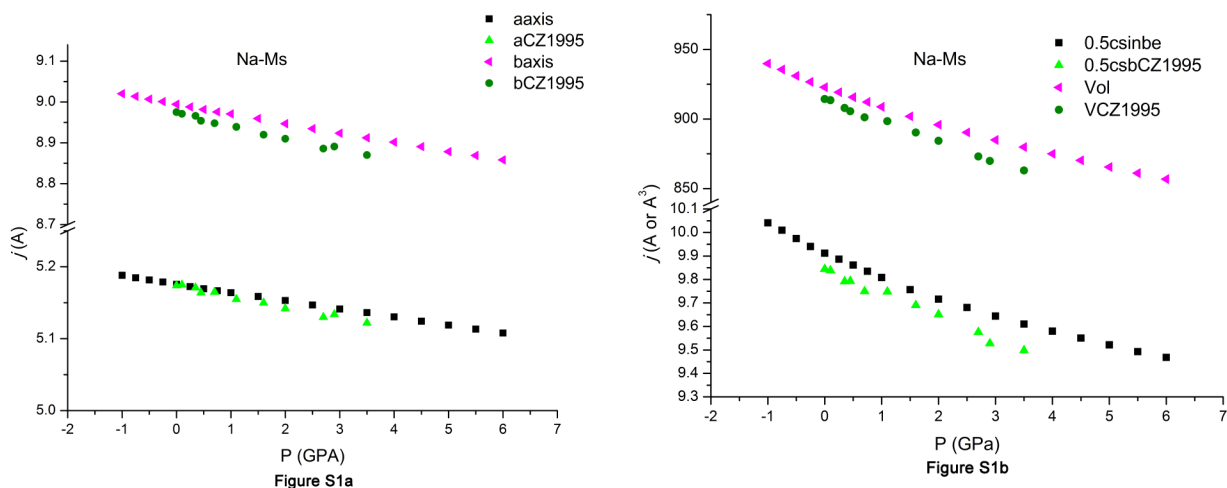 aaxis
aCZ1995
baxis
bCZ1995
Na-Ms
9.1
9.0
8.9
8.8
8.7
5.2
5.1
5.0
j (A)
-2 -1 0 1 2 3 4 5 6 7
P (GPA)
Figure S1a
0.5csinbe
0.5csbCZ1995
Vol
VCZ1995
Na-Ms
950
900
850
10.1
10.0
9.9
9.8
9.7
9.6
9.5
9.4
9.3
j (A or A³)
-2 -1 0 1 2 3 4 5 6 7
P (GPa)
Figure S1b